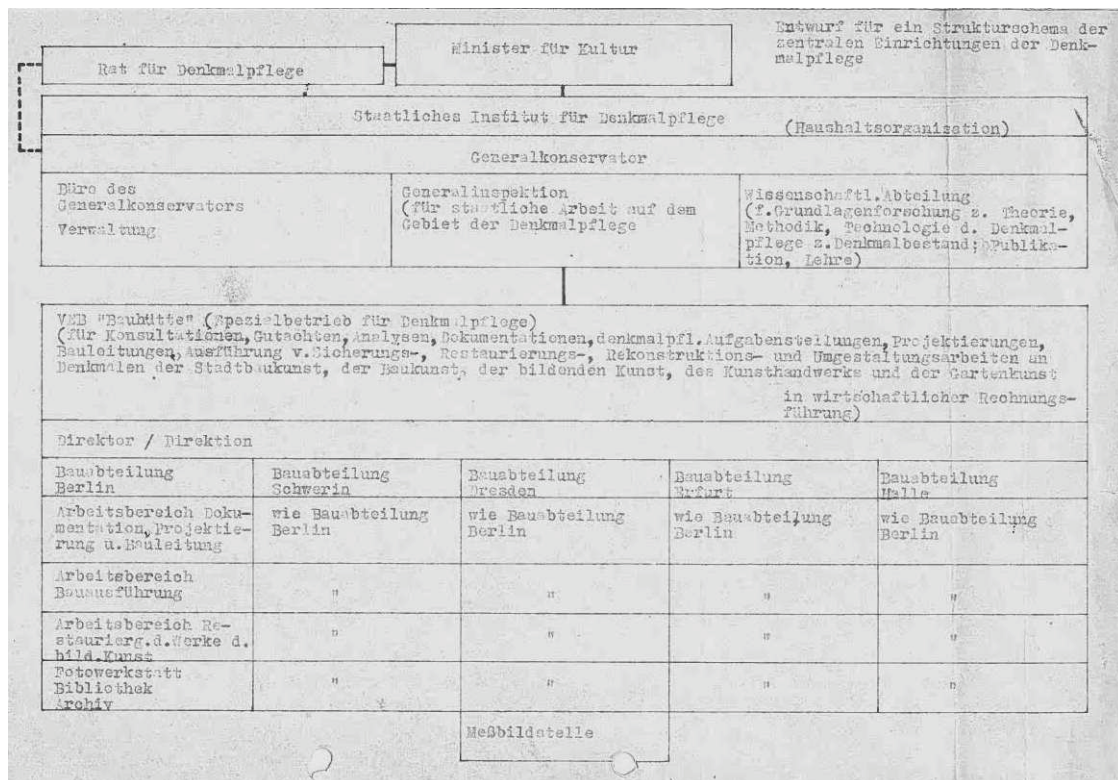 Entwurf für ein Strukturschema der
zentralen Einrichtungen der Denk-
malpflege
Minister für Kultur
Rat für Denkmalpflege
Staatliches Institut für Denkmalpflege
(Haushaltsorganisation)
Generalkonservator
Büro des
Generalkonservators
Verwaltung
Generalinspektion
(für staatliche Arbeit auf dem
Gebiet der Denkmalpflege
Wissenschaftl.Abteilung
(f.Grundlagenforschung z. Theorie,
Methodik, Technologie d. Denkmal-
pflege z.Denkmalbestand; Publika-
tion, Lehre)
VEB "Bauhütte" (Spezialbetrieb für Denkmalpflege)
(für Konsultationen,Gutachten,Analysen,Dokumentationen,denkmalpfl.Aufgabenstellungen,Projektierungen,
Bauleitungen,Ausführung v.Sicherungs-, Restaurierungs-, Rekonstruktions- und Umgestaltungsarbeiten an
Denkmalen der Stadtbaukunst, der Baukunst, der bildenden Kunst, des Kunsthandwerks und der Gartenkunst
in wirtschaftlicher Rechnungs-
führung)
Direktor / Direktion
Bauabteilung
Berlin
Bauabteilung
Schwerin
Bauabteilung
Dresden
Bauabteilung
Erfurt
Bauabteilung
Halle
Arbeitsbereich Doku-
mentation,Projektie-
rung u.Bauleitung
wie Bauabteilung
Berlin
wie Bauabteilung
Berlin
wie Bauabteilung
Berlin
wie Bauabteilung
Berlin
Arbeitsbereich
Bauausführung
" " " "
Arbeitsbereich Re-
staurierg.d.Werke d.
bild.Kunst
" " " "
Fotowerkstatt
Bibliothek
Archiv
" " " "
Meßbildstelle